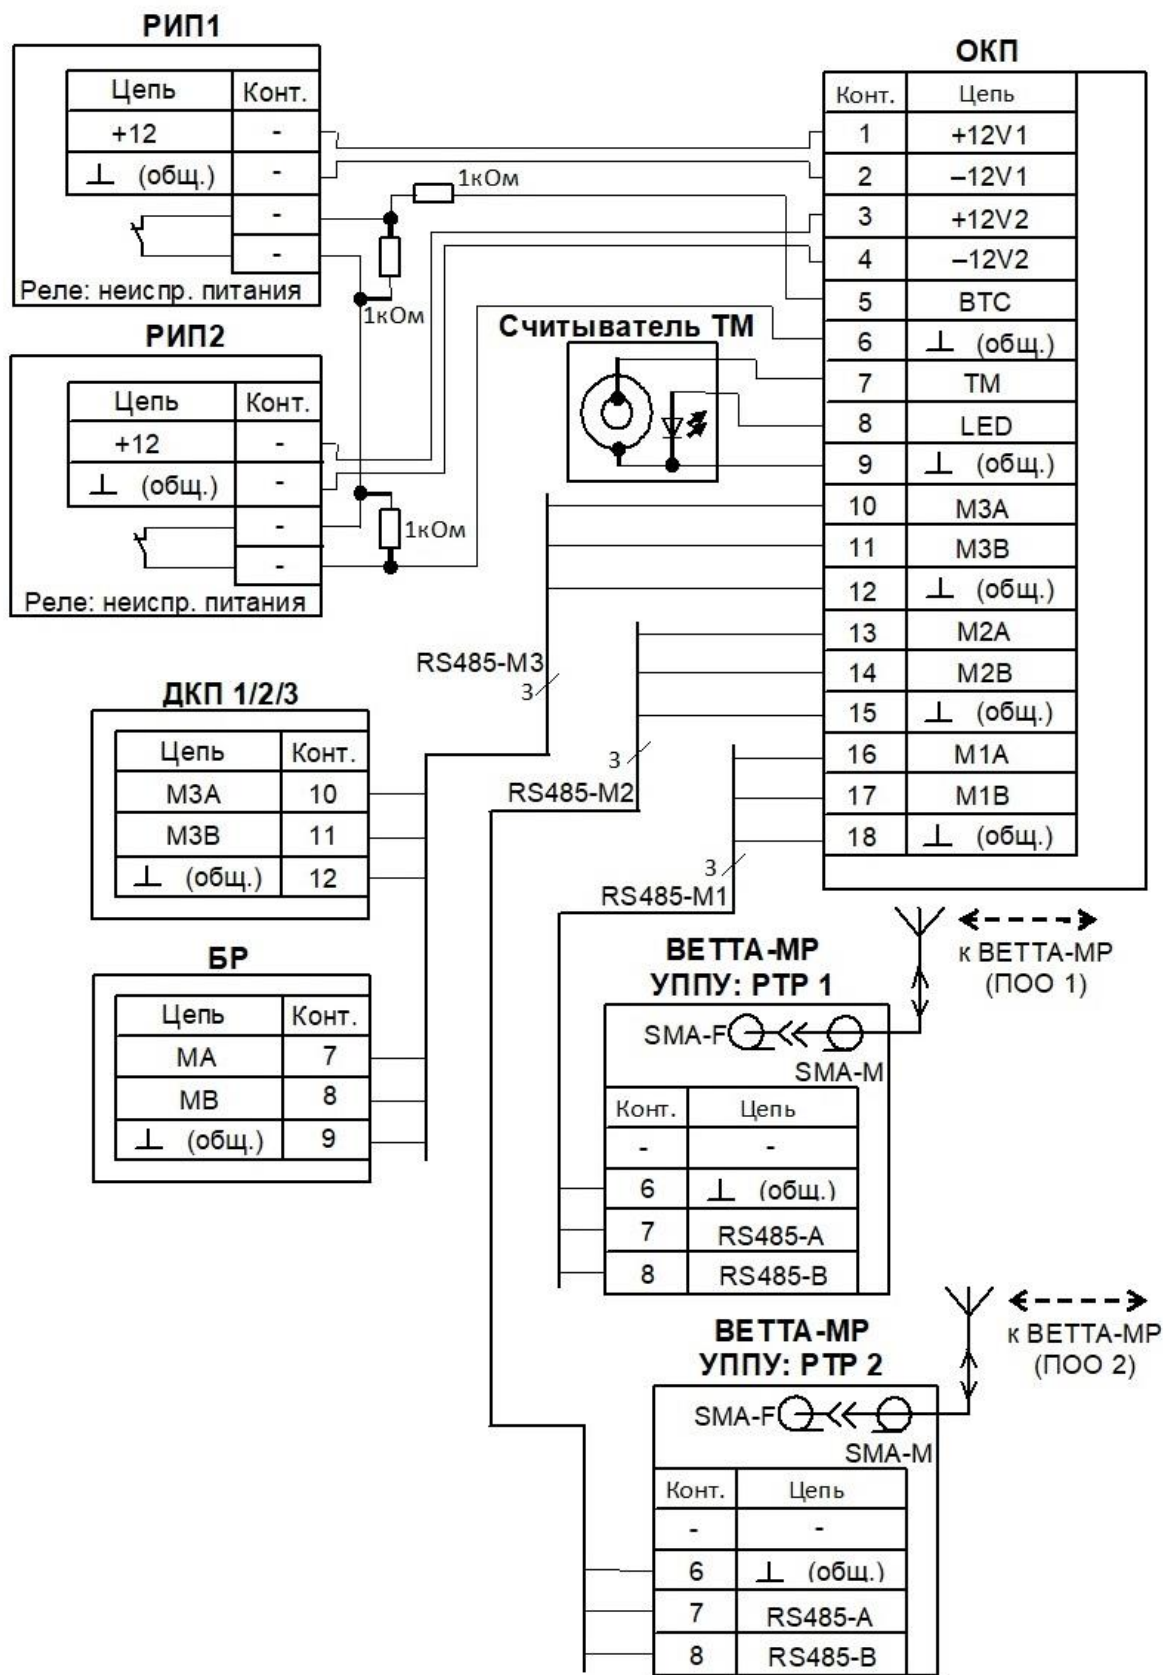 РИП1
Цепь Конт.
+12 -
⊥ (общ.) -
-
-
Реле: неиспр. питания
1кОм
1кОм
РИП2
Цепь Конт.
+12 -
⊥ (общ.) -
-
-
Реле: неиспр. питания
1кОм
Считыватель ТМ
ОКП
Конт. Цепь
1 +12V1
2 –12V1
3 +12V2
4 –12V2
5 ВТС
6 ⊥ (общ.)
7 ТМ
8 LED
9 ⊥ (общ.)
10 М3А
11 М3В
12 ⊥ (общ.)
13 М2А
14 М2В
15 ⊥ (общ.)
16 М1А
17 М1В
18 ⊥ (общ.)
RS485-М3
3
RS485-М2
3
RS485-М1
3
ДКП 1/2/3
Цепь Конт.
М3А 10
М3В 11
⊥ (общ.) 12
БР
Цепь Конт.
МА 7
МВ 8
⊥ (общ.) 9
ВЕТТА-МР
УППУ: РТР 1
к ВЕТТА-МР
(ПОО 1)
SMA-F
SMA-M
Конт. Цепь
- -
6 ⊥ (общ.)
7 RS485-A
8 RS485-B
ВЕТТА-МР
УППУ: РТР 2
к ВЕТТА-МР
(ПОО 2)
SMA-F
SMA-M
Конт. Цепь
- -
6 ⊥ (общ.)
7 RS485-A
8 RS485-B